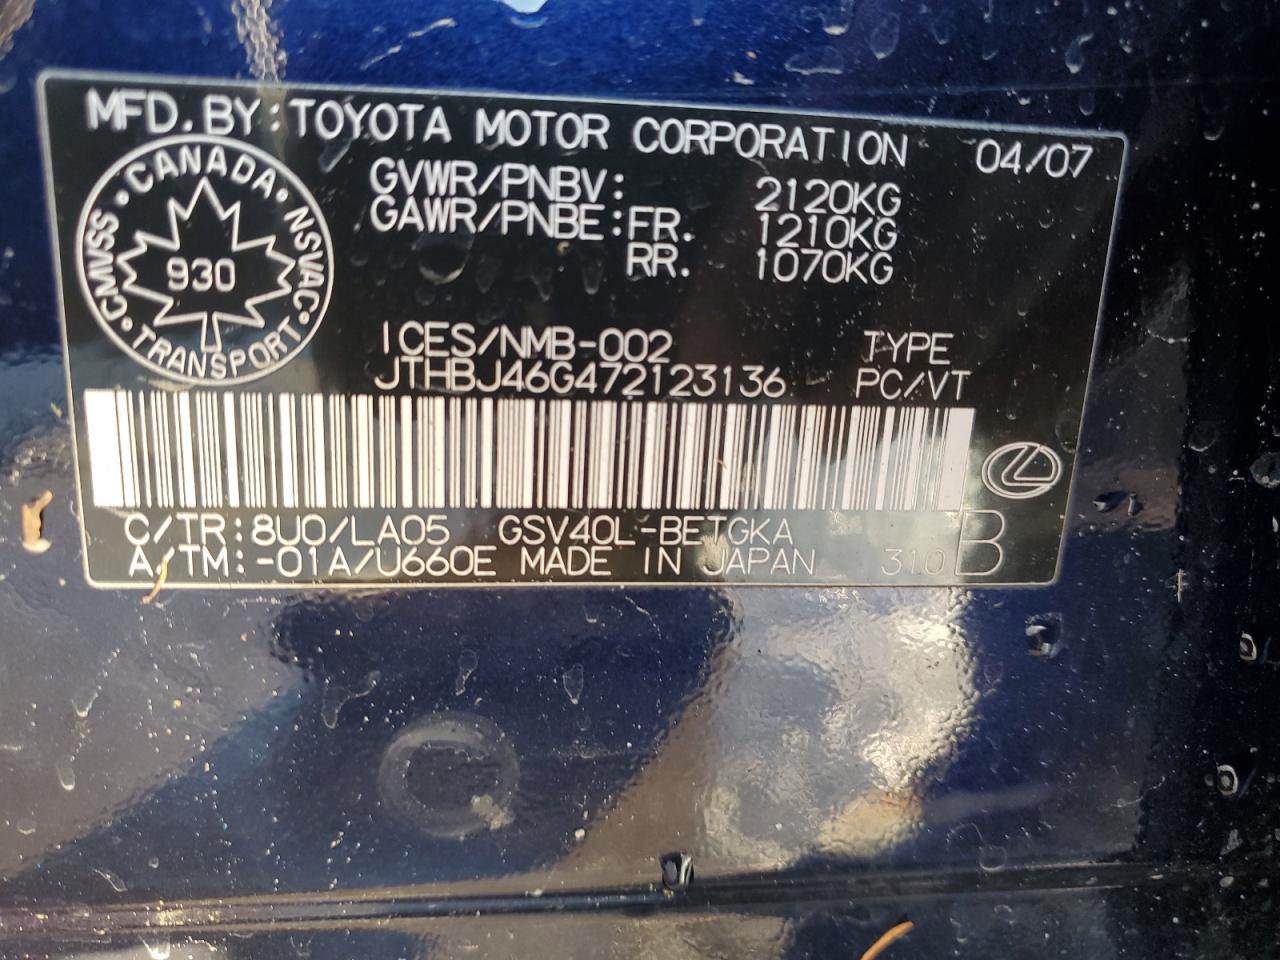 MFD. BY: TOYOTA MOTOR CORPORATION 04/07
GVWR/PNBV: 2120KG
GAWR/PNBE: FR. 1210KG
RR. 1070KG
CANADA · NSVAC · TRANSPORT · CMVSS ·
930
ICES/NMB-002 TYPE
JTHBJ46G472123136 PC/VT
C/TR: 8U0/LA05 GSV40L-BETGKA
A/TM: -01A/U660E MADE IN JAPAN 310 B